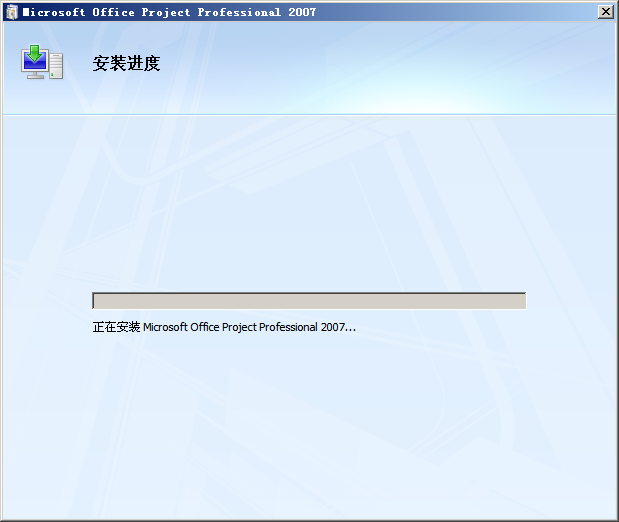 Microsoft Office Project Professional 2007
安装进度
正在安装 Microsoft Office Project Professional 2007...